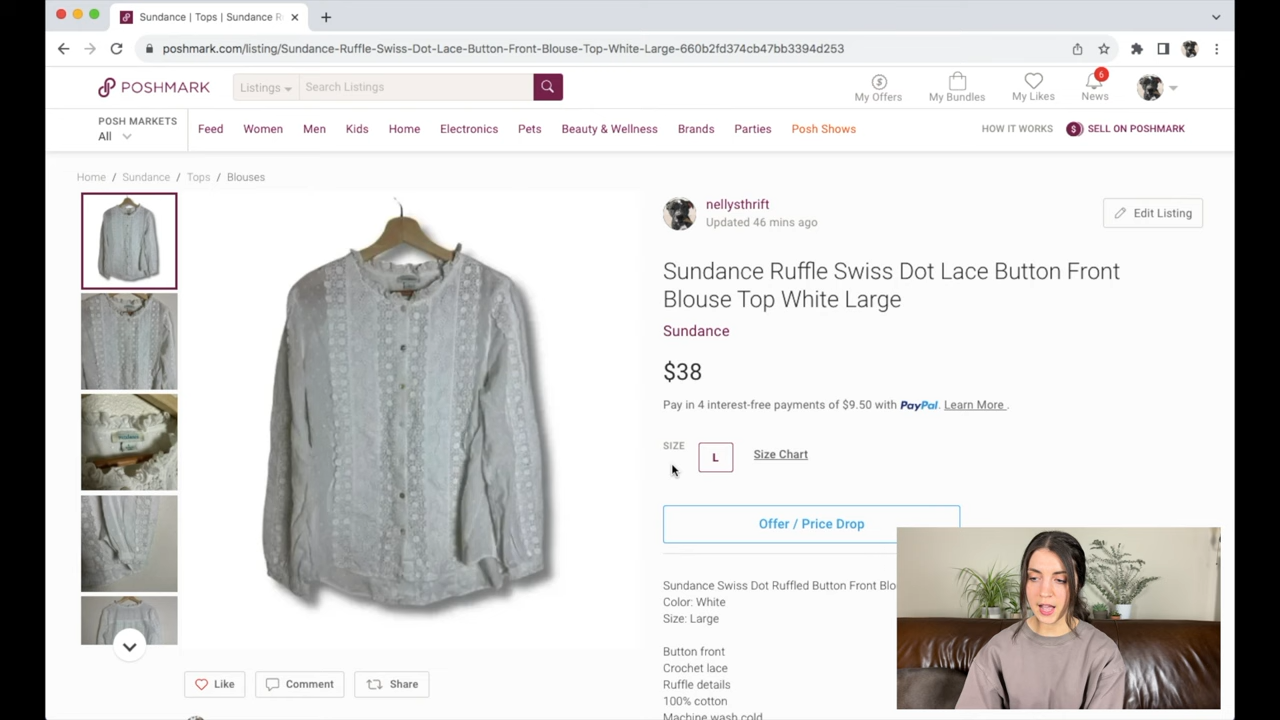 Sundance | Tops | Sundance R
poshmark.com/listing/Sundance-Ruffle-Swiss-Dot-Lace-Button-Front-Blouse-Top-White-Large-660b2fd374cb47bb3394d253
POSHMARK
Listings
Search Listings
My Offers
My Bundles
My Likes
6
News
POSH MARKETS
All
Feed
Women
Men
Kids
Home
Electronics
Pets
Beauty & Wellness
Brands
Parties
Posh Shows
HOW IT WORKS
SELL ON POSHMARK
Home / Sundance / Tops / Blouses
nellysthrift
Updated 46 mins ago
Edit Listing
Sundance Ruffle Swiss Dot Lace Button Front
Blouse Top White Large
Sundance
$38
Pay in 4 interest-free payments of $9.50 with PayPal. Learn More .
SIZE
L
Size Chart
Offer / Price Drop
Sundance Swiss Dot Ruffled Button Front Blo
Color: White
Size: Large
Button front
Crochet lace
Ruffle details
100% cotton
Machine wash cold
Like
Comment
Share